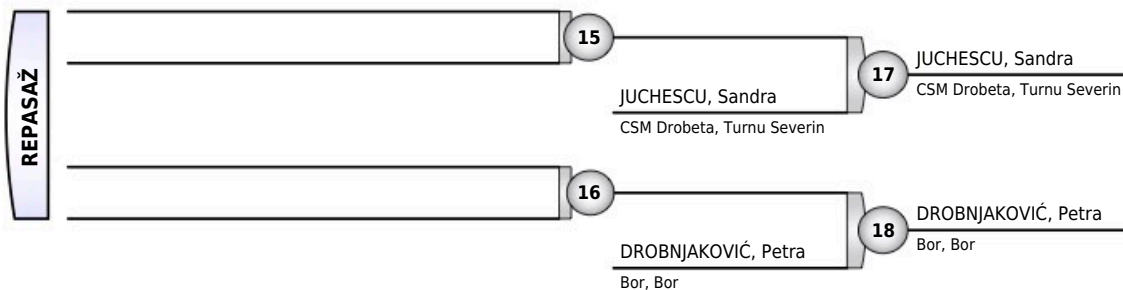 REPASAŽ
15
JUCHESCU, Sandra
CSM Drobeta, Turnu Severin
17
JUCHESCU, Sandra
CSM Drobeta, Turnu Severin
16
DROBNJAKOVIĆ, Petra
Bor, Bor
18
DROBNJAKOVIĆ, Petra
Bor, Bor